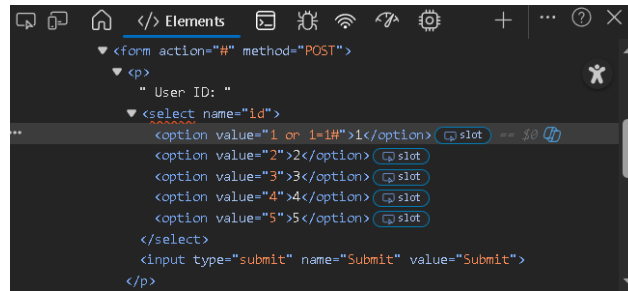 </> Elements
<form action="#" method="POST">
<p>
" User ID: "
<select name="id">
<option value="1 or 1=1#">1</option> slot == $0
<option value="2">2</option> slot
<option value="3">3</option> slot
<option value="4">4</option> slot
<option value="5">5</option> slot
</select>
<input type="submit" name="Submit" value="Submit">
</p>